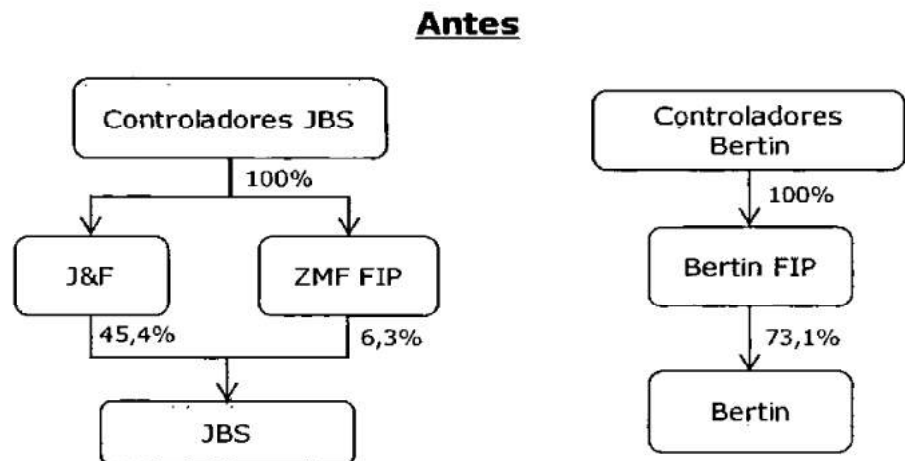 Antes
Controladores JBS
100%
J&F
ZMF FIP
45,4%
6,3%
JBS
Controladores
Bertin
100%
Bertin FIP
73,1%
Bertin